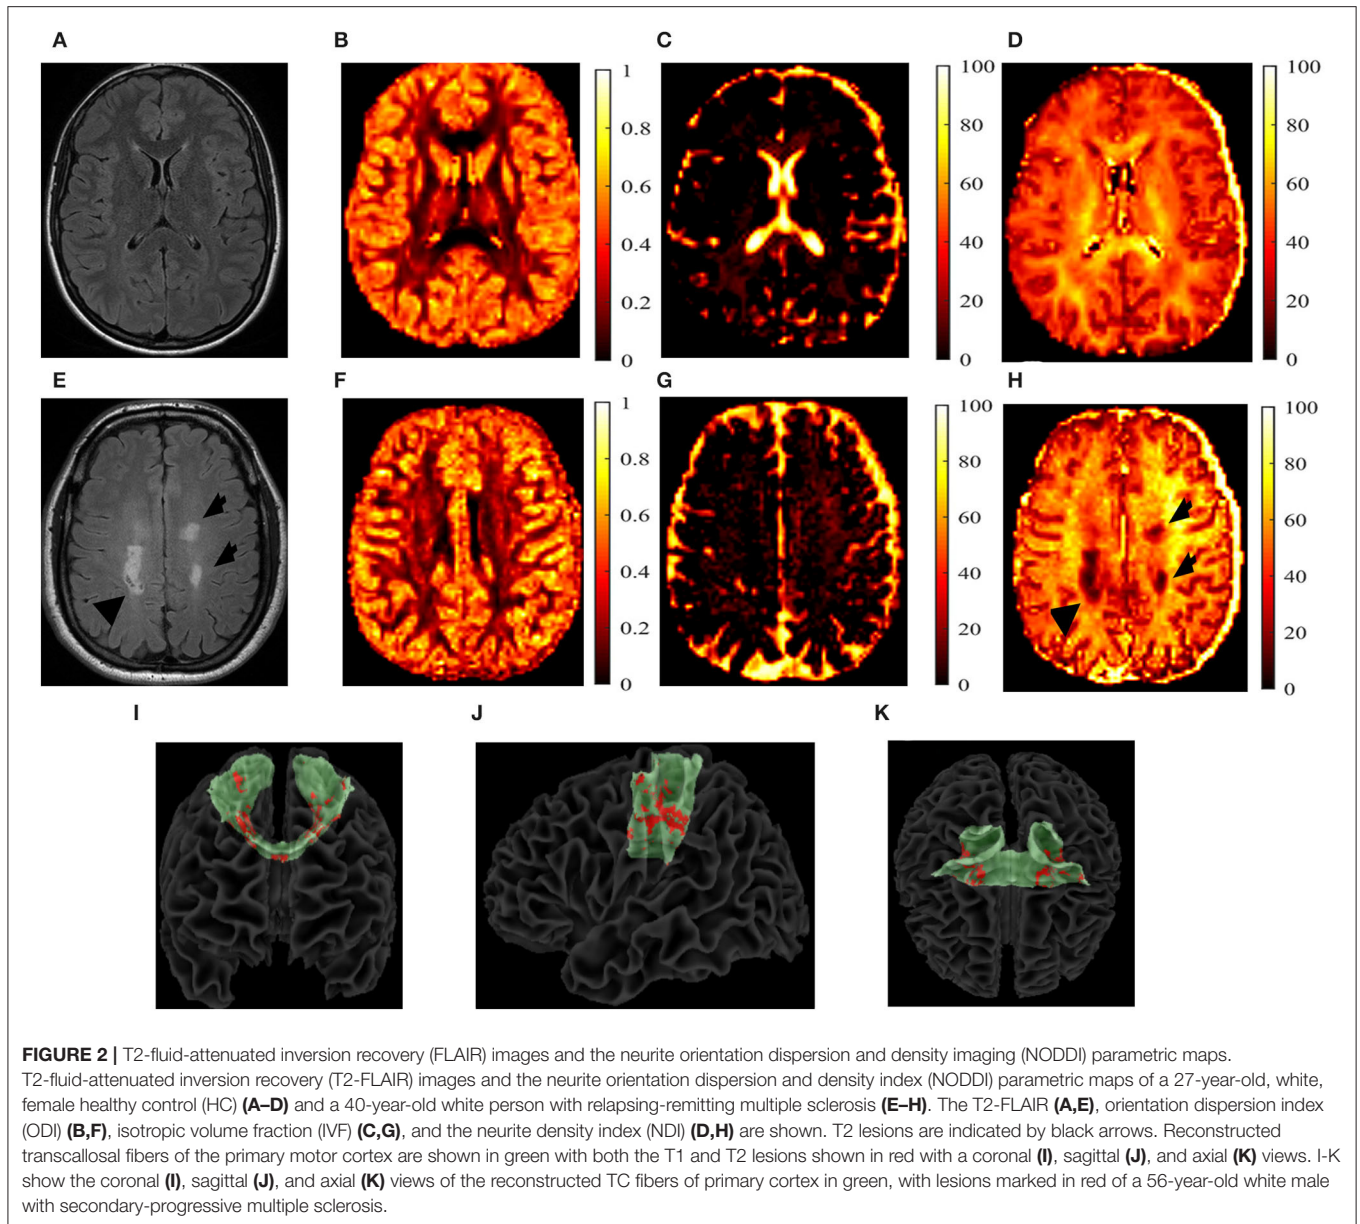 A
B
C
D
1
0.8
0.6
0.4
0.2
0
100
80
60
40
20
0
100
80
60
40
20
0
E
F
G
H
1
0.8
0.6
0.4
0.2
0
100
80
60
40
20
0
100
80
60
40
20
0
I
J
K
FIGURE 2 | T2-fluid-attenuated inversion recovery (FLAIR) images and the neurite orientation dispersion and density imaging (NODDI) parametric maps.
T2-fluid-attenuated inversion recovery (T2-FLAIR) images and the neurite orientation dispersion and density index (NODDI) parametric maps of a 27-year-old, white,
female healthy control (HC) (A–D) and a 40-year-old white person with relapsing-remitting multiple sclerosis (E–H). The T2-FLAIR (A,E), orientation dispersion index
(ODI) (B,F), isotropic volume fraction (IVF) (C,G), and the neurite density index (NDI) (D,H) are shown. T2 lesions are indicated by black arrows. Reconstructed
transcallosal fibers of the primary motor cortex are shown in green with both the T1 and T2 lesions shown in red with a coronal (I), sagittal (J), and axial (K) views. I-K
show the coronal (I), sagittal (J), and axial (K) views of the reconstructed TC fibers of primary cortex in green, with lesions marked in red of a 56-year-old white male
with secondary-progressive multiple sclerosis.